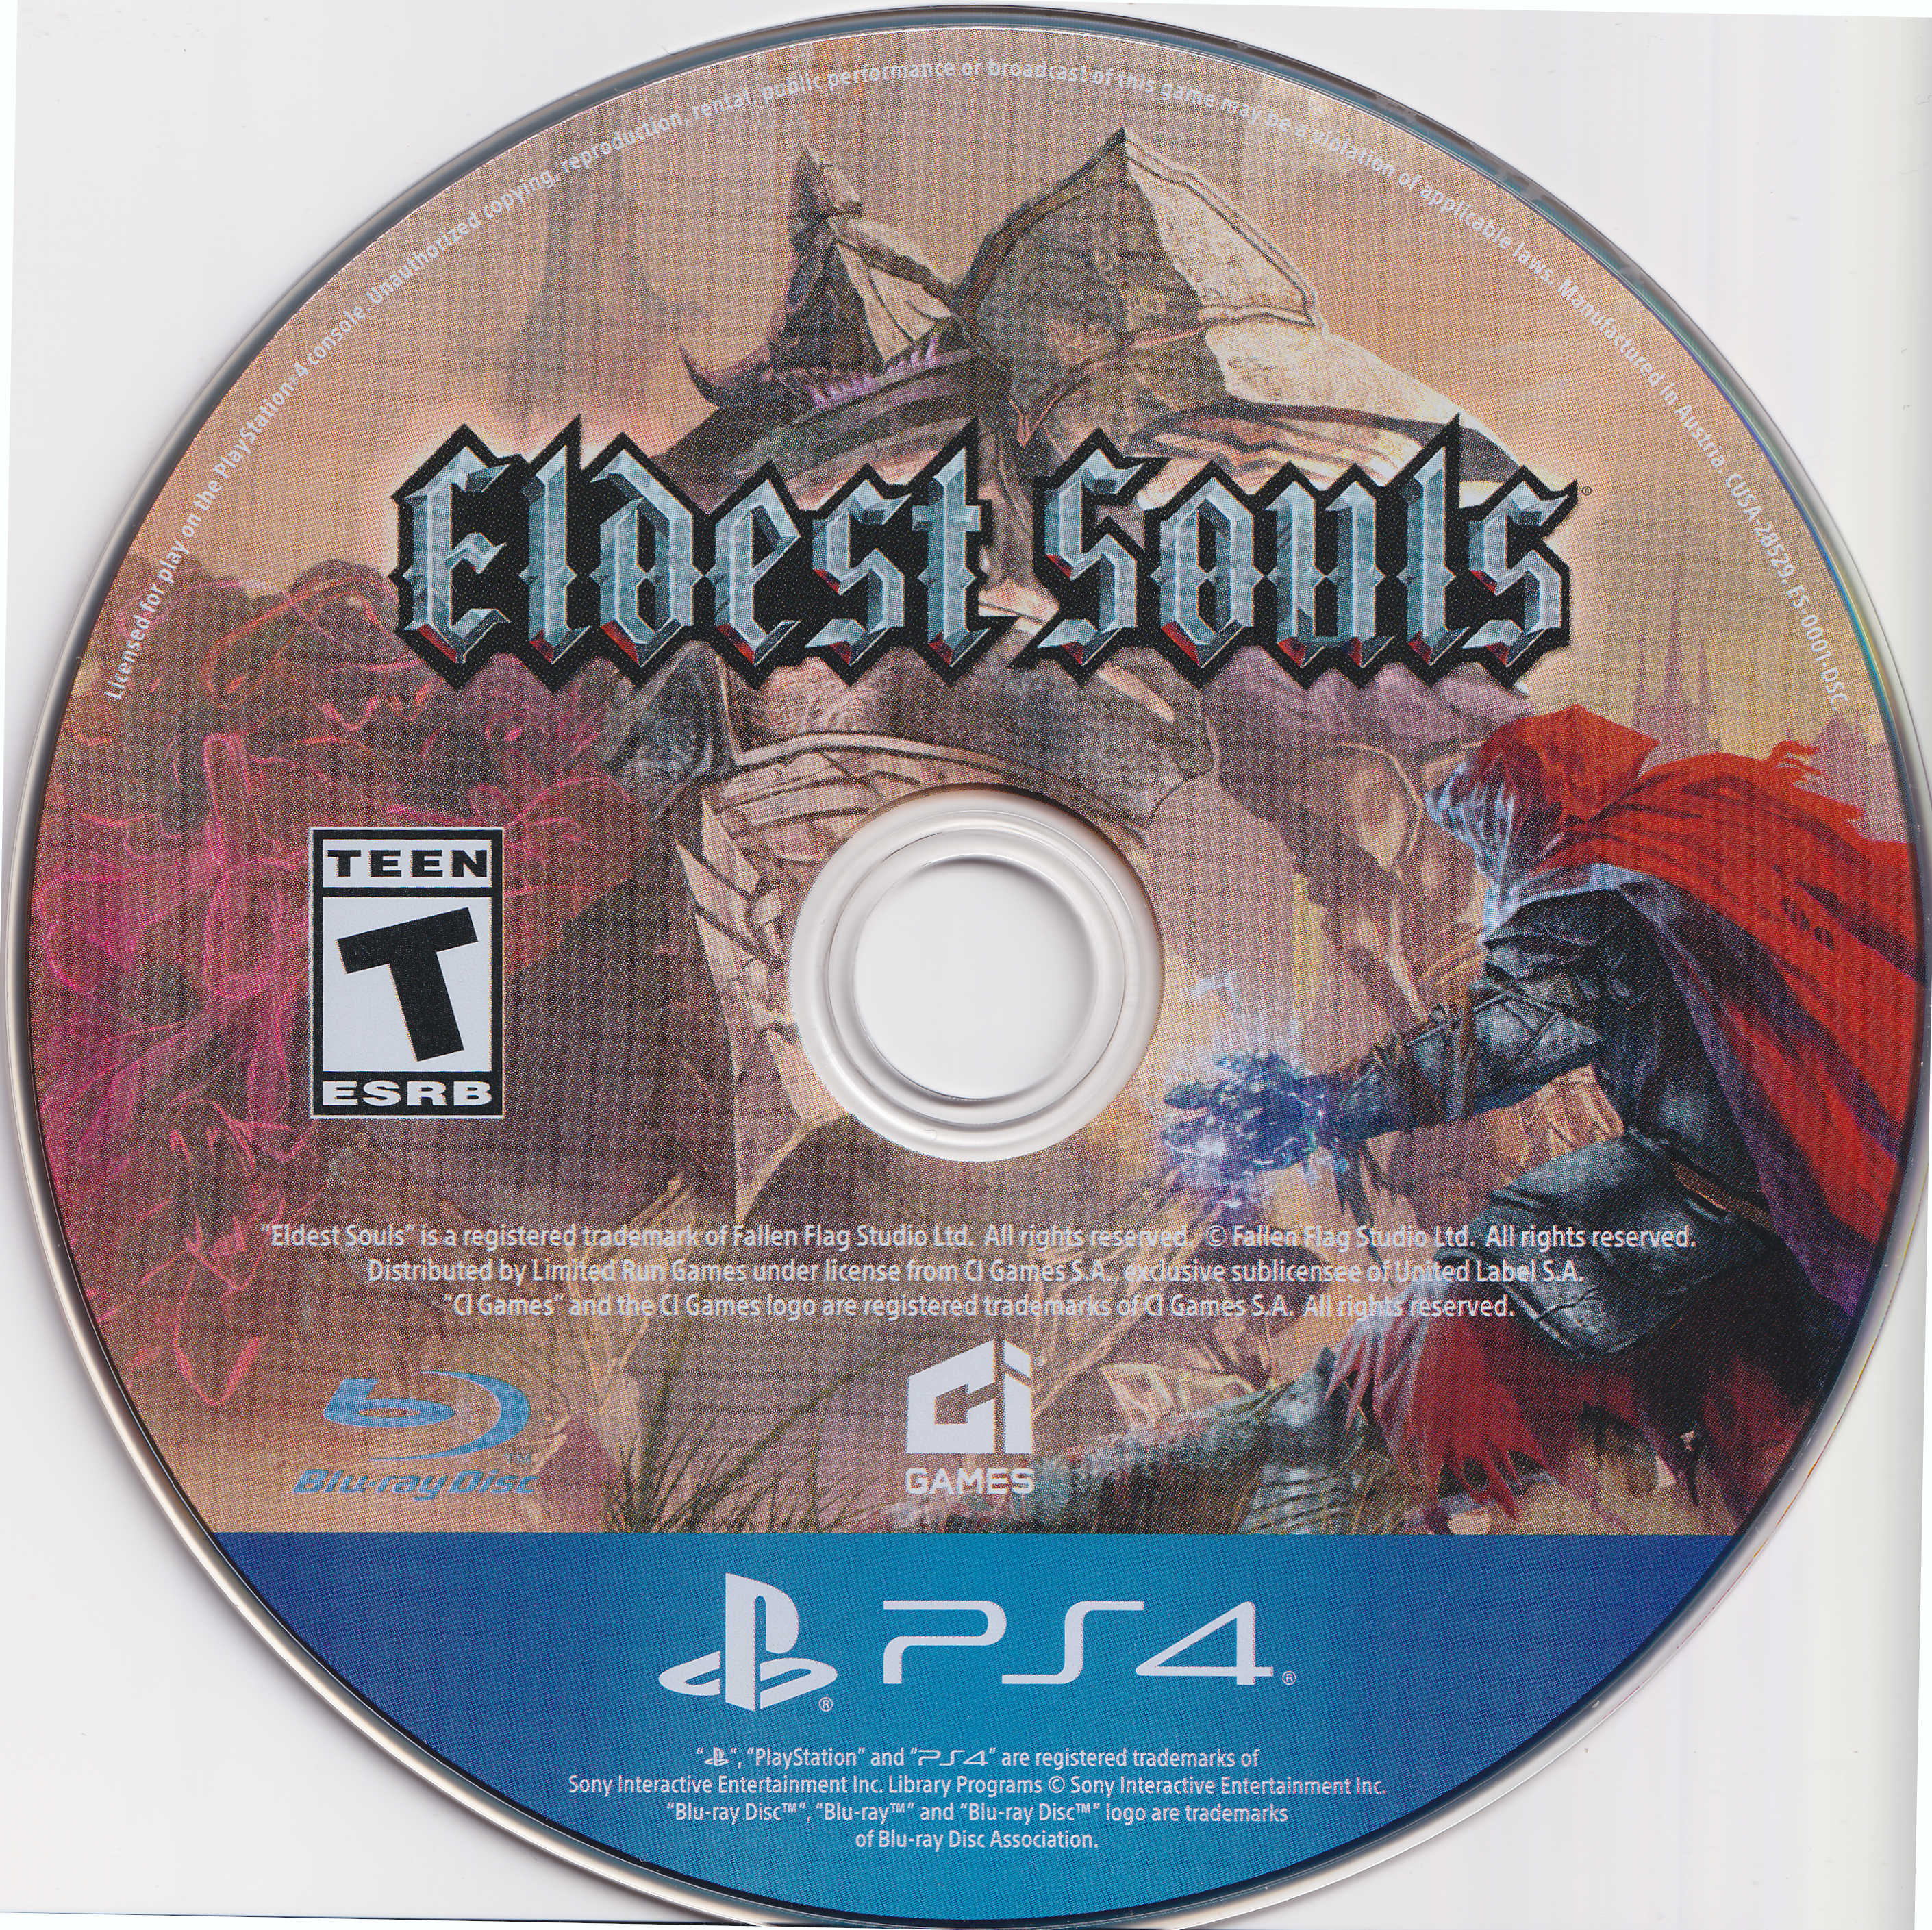 Licensed for play on the PlayStation®4 console. Unauthorized copying, reproduction, rental, public performance or broadcast of this game may be a violation of applicable laws. Manufactured in Austria. CUSA-28529. ES-0001-DSC.
Eldest Souls®
TEEN
T
ESRB
"Eldest Souls" is a registered trademark of Fallen Flag Studio Ltd. All rights reserved. © Fallen Flag Studio Ltd. All rights reserved.
Distributed by Limited Run Games under license from CI Games S.A., exclusive sublicensee of United Label S.A.
"CI Games" and the CI Games logo are registered trademarks of CI Games S.A. All rights reserved.
Blu-ray Disc™
Ci
GAMES
PS4®
"", "PlayStation" and "PS4" are registered trademarks of
Sony Interactive Entertainment Inc. Library Programs © Sony Interactive Entertainment Inc.
"Blu-ray Disc™", "Blu-ray™" and "Blu-ray Disc™" logo are trademarks
of Blu-ray Disc Association.